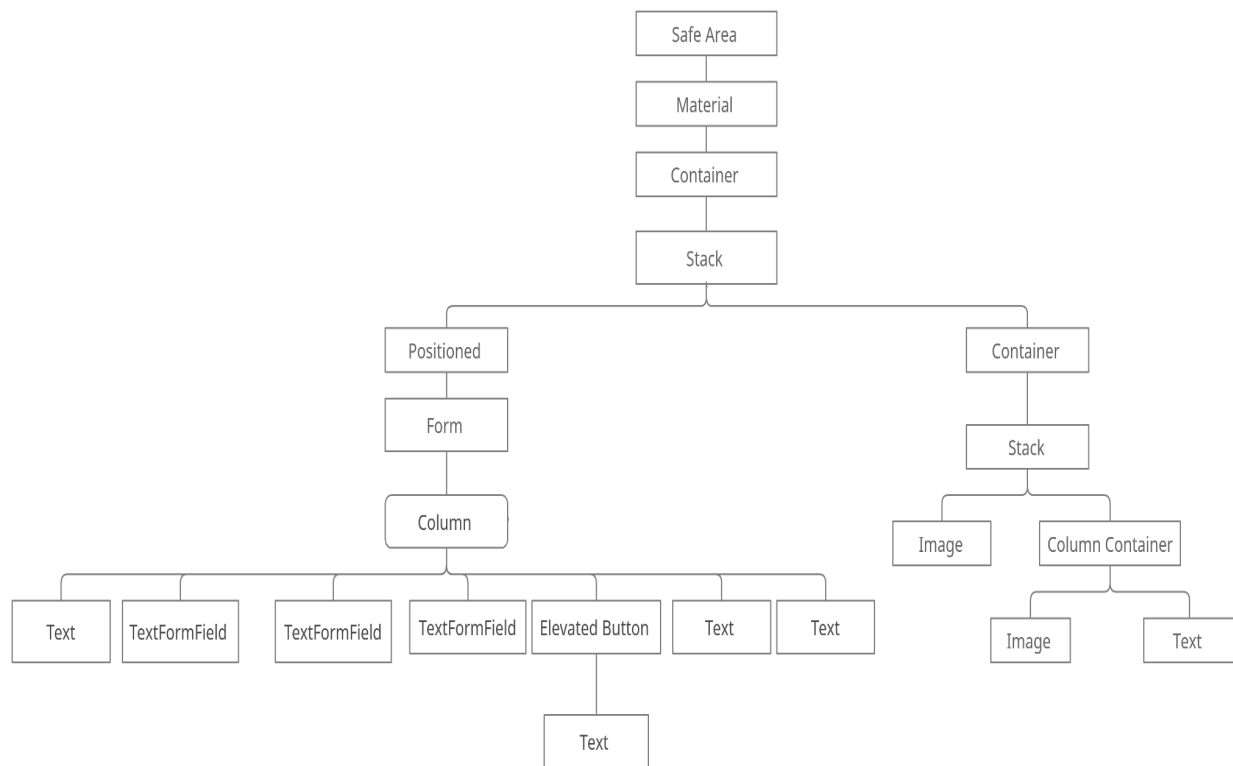 Safe Area
Material
Container
Stack
Positioned
Container
Form
Stack
Column
Image
Column Container
Text
TextFormField
TextFormField
TextFormField
Elevated Button
Text
Text
Image
Text
Text